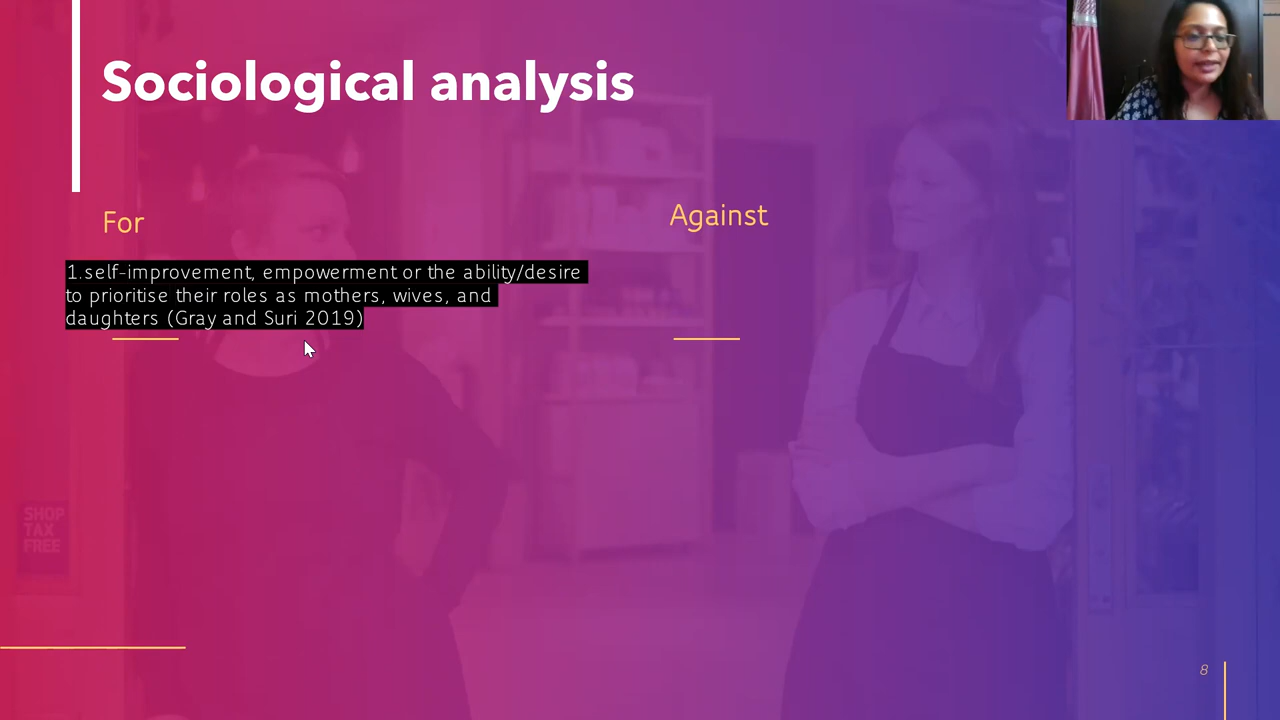 Sociological analysis
For
Against
1.self-improvement, empowerment or the ability/desire
to prioritise their roles as mothers, wives, and
daughters (Gray and Suri 2019)
SHOP
TAX
FREE
8